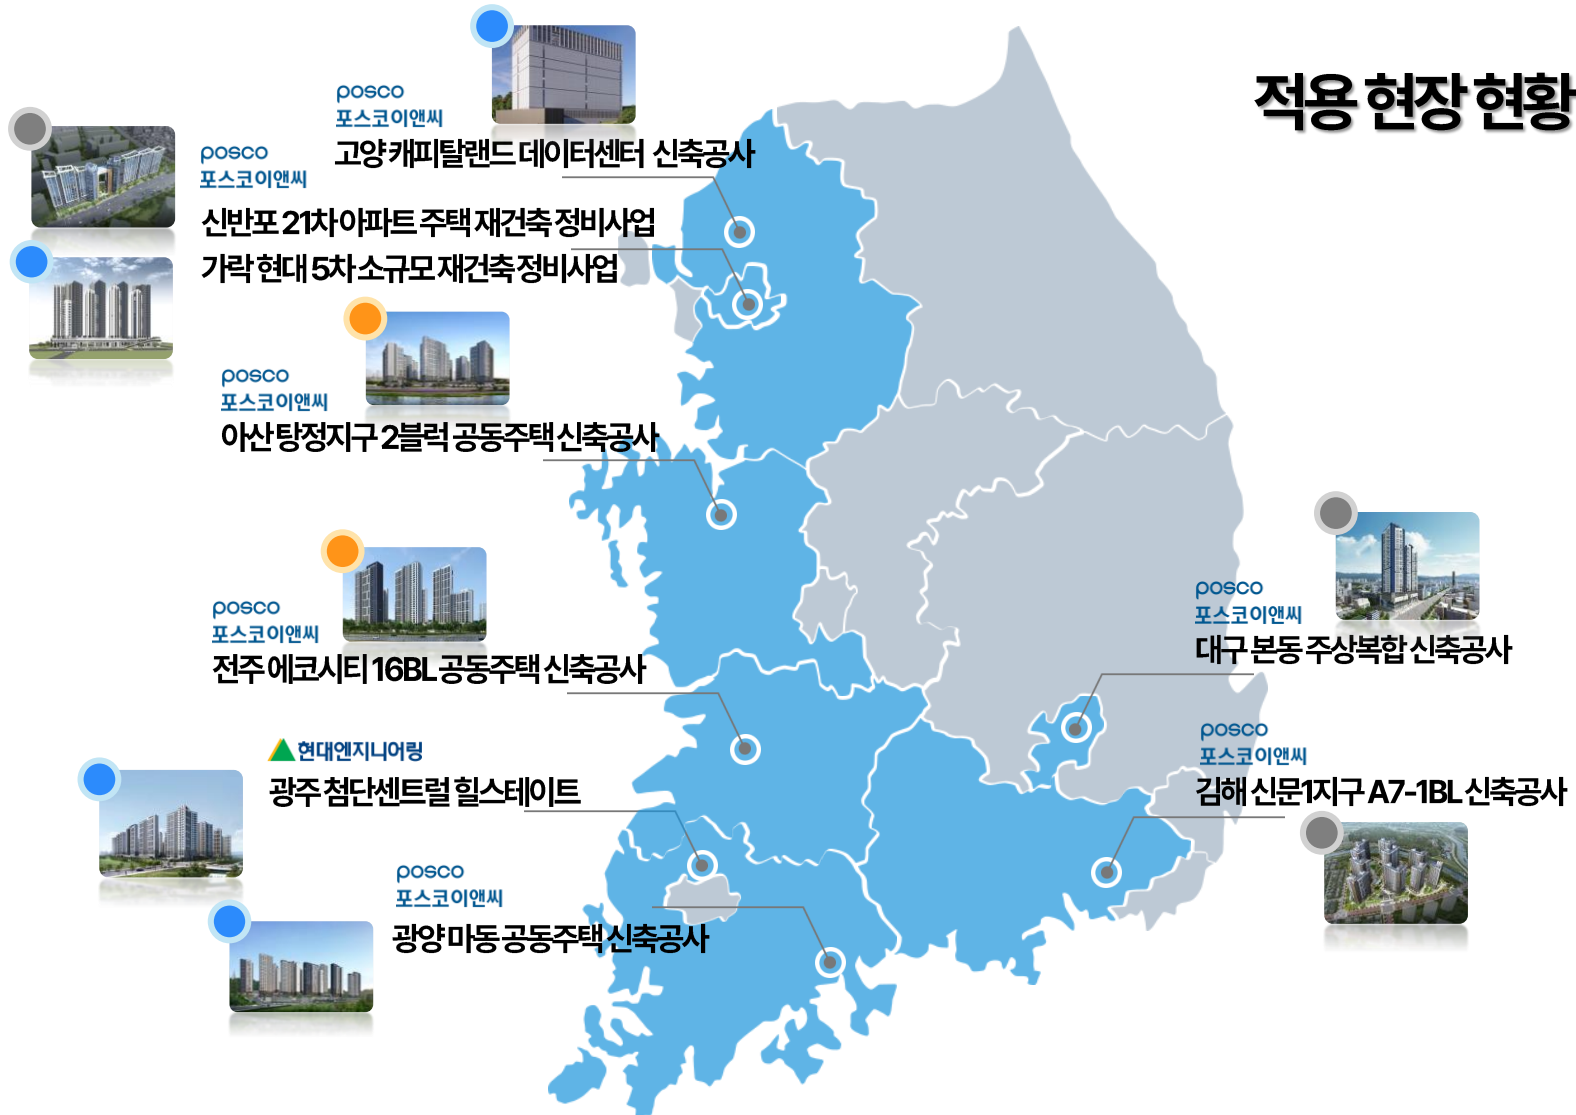 적용 현장 현황
posco
포스코이앤씨
고양 캐피탈랜드 데이터센터 신축공사
posco
포스코이앤씨
신반포 21차 아파트 주택 재건축 정비사업
가락 현대 5차 소규모 재건축 정비사업
posco
포스코이앤씨
아산 탕정지구 2블럭 공동주택 신축공사
posco
포스코이앤씨
전주 에코시티 16BL 공동주택 신축공사
현대엔지니어링
광주 첨단센트럴 힐스테이트
posco
포스코이앤씨
광양 마동 공동주택 신축공사
posco
포스코이앤씨
대구 본동 주상복합 신축공사
posco
포스코이앤씨
김해 신문1지구 A7-1BL 신축공사